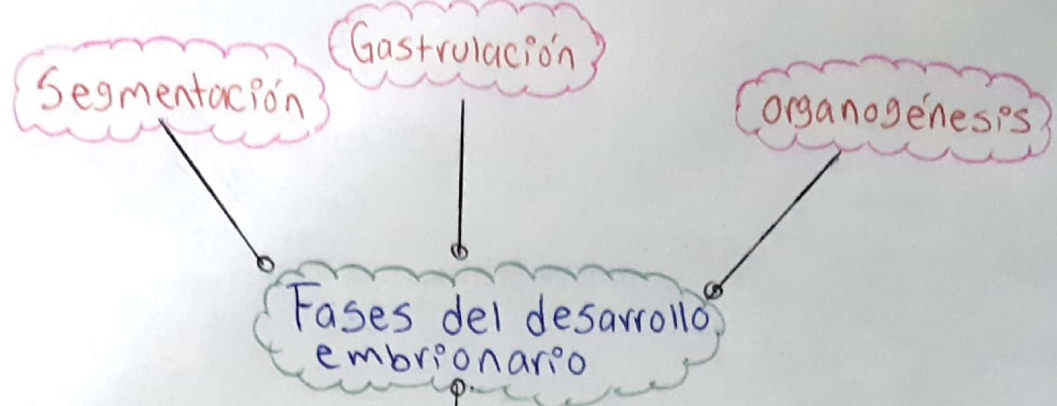 Gastrulación
Segmentación
organogénesis
Fases del desarrollo
embrionario